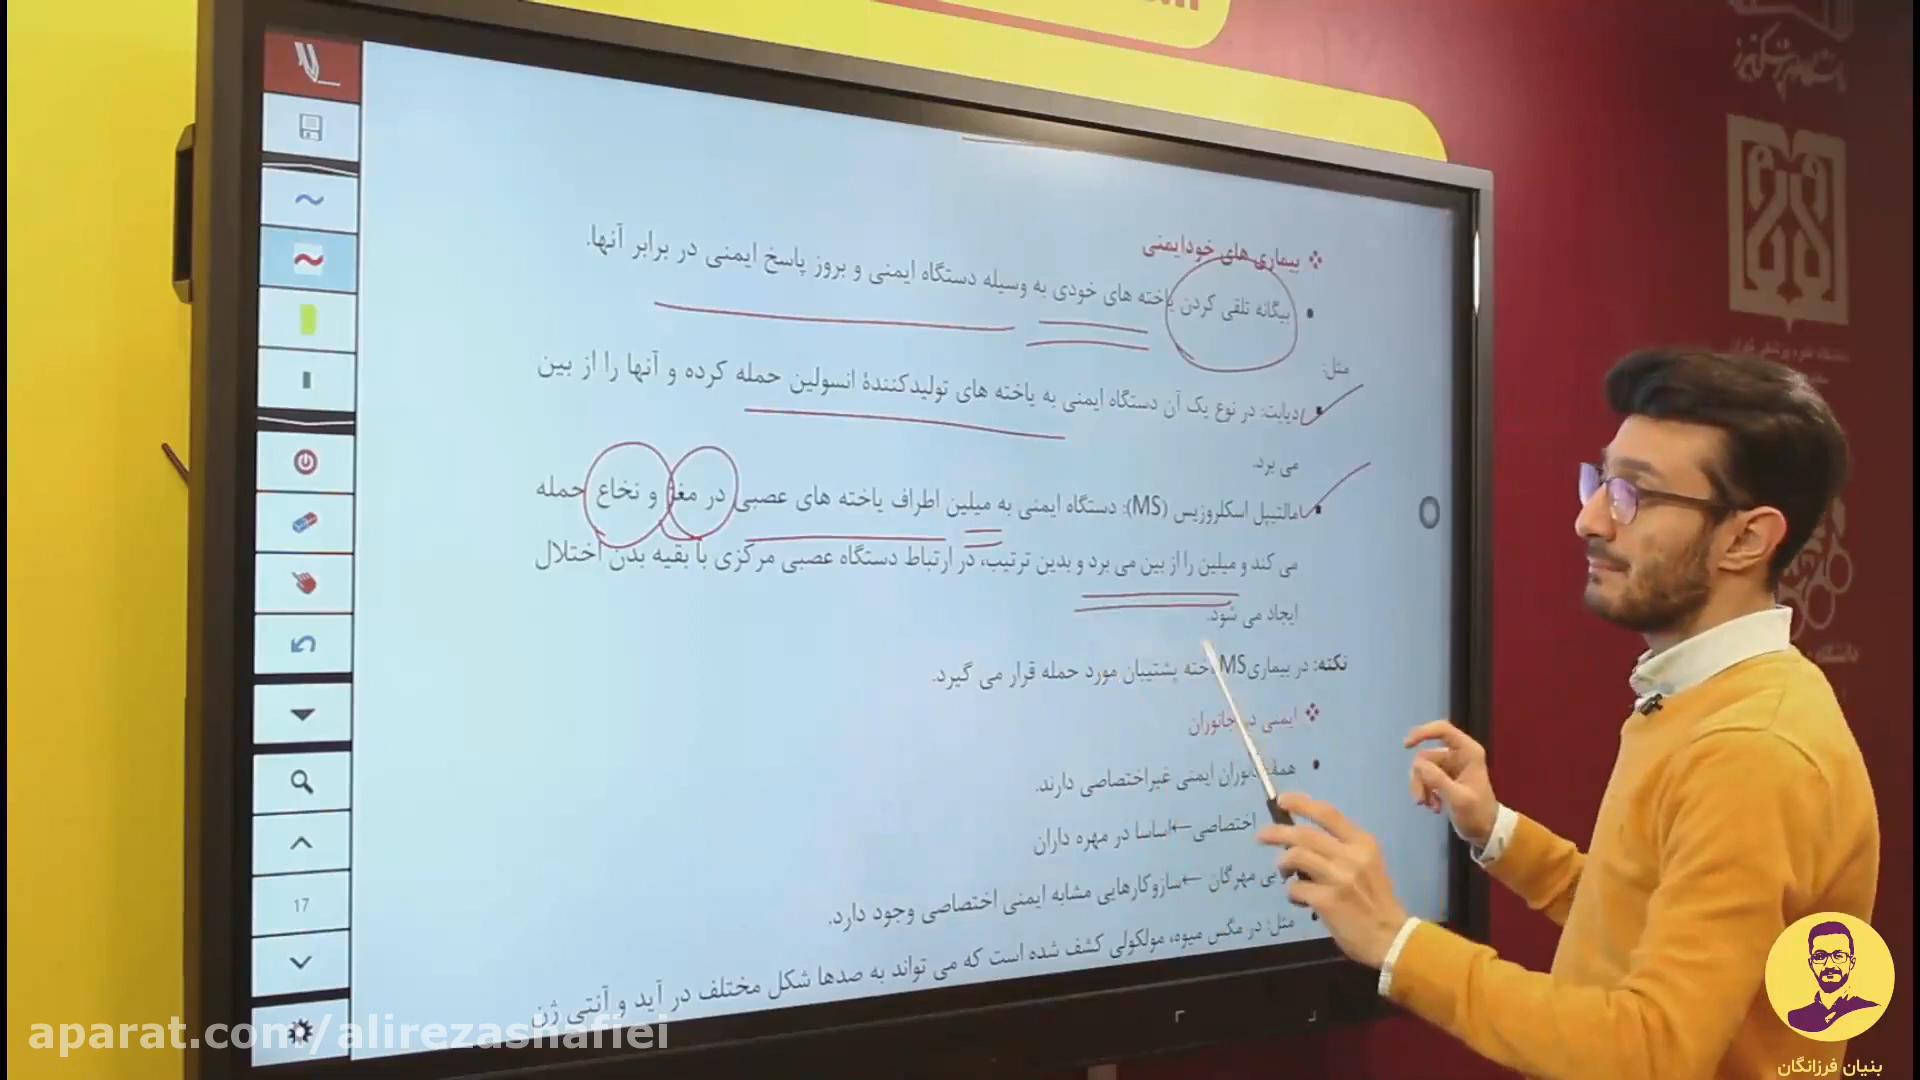 بیماری های خودایمنی
بیگانه تلقی کردن یاخته های خودی به وسیله دستگاه ایمنی و بروز پاسخ ایمنی در برابر آنها.
مثل:
دیابت: در نوع یک آن دستگاه ایمنی به یاخته های تولیدکنندۀ انسولین حمله کرده و آنها را از بین
می برد.
مالتیپل اسکلروزیس (MS): دستگاه ایمنی به میلین اطراف یاخته های عصبی در مغز و نخاع حمله
می کند و میلین را از بین می برد و بدین ترتیب، در ارتباط دستگاه عصبی مرکزی با بقیه بدن اختلال
ایجاد می شود.
نکته: در بیماری MS یاخته پشتیبان مورد حمله قرار می گیرد.
ایمنی در جانوران
همه جانوران ایمنی غیراختصاصی دارند.
اختصاصی←اساسا در مهره داران
بی مهرگان ←سازوکارهایی مشابه ایمنی اختصاصی وجود دارد.
مثل: در مگس میوه، مولکولی کشف شده است که می تواند به صدها شکل مختلف در آید و آنتی ژن
17
aparat.com/alirezashafiei
بنیان فرزانگان